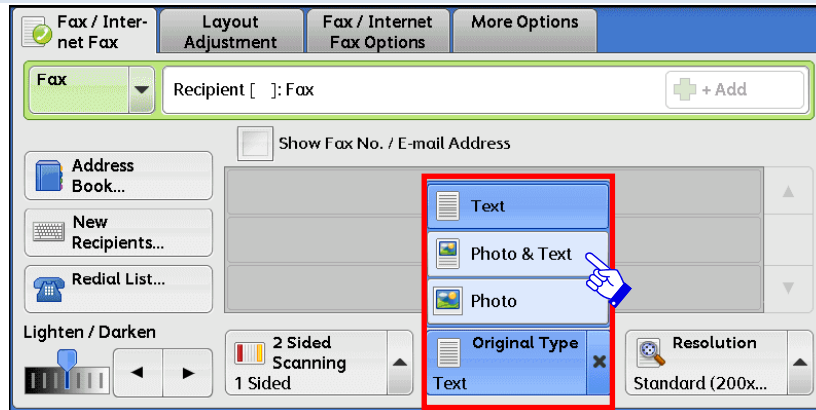 Fax / Inter-
net Fax
Layout
Adjustment
Fax / Internet
Fax Options
More Options
Fax
Recipient [ ]: Fax
+ Add
Show Fax No. / E-mail Address
Address
Book...
New
Recipients...
Redial List...
Text
Photo & Text
Photo
Lighten / Darken
2 Sided
Scanning
1 Sided
Original Type
Text
Resolution
Standard (200x...